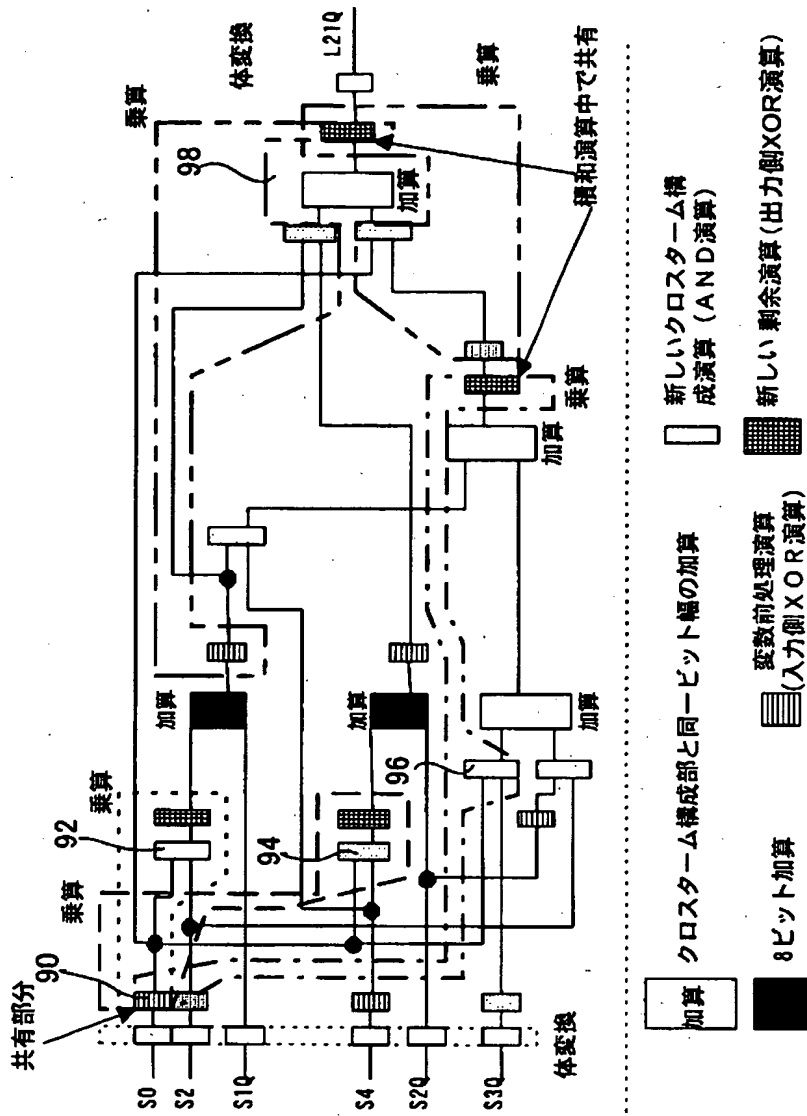 共有部分
90
乗算
92
乗算
94
96
98
乗算
体変換
L21Q
S0
S2
S1Q
S4
S2Q
S3Q
体変換
加算
加算
加算
加算
乗算
加算
乗算
積和演算中で共有
加算
クロスターム構成部と同一ビット幅の加算
8ビット加算
変数前処理演算
(入力側XOR演算)
新しいクロスターム構
成演算(AND演算)
新しい 剰余演算(出力側XOR演算)